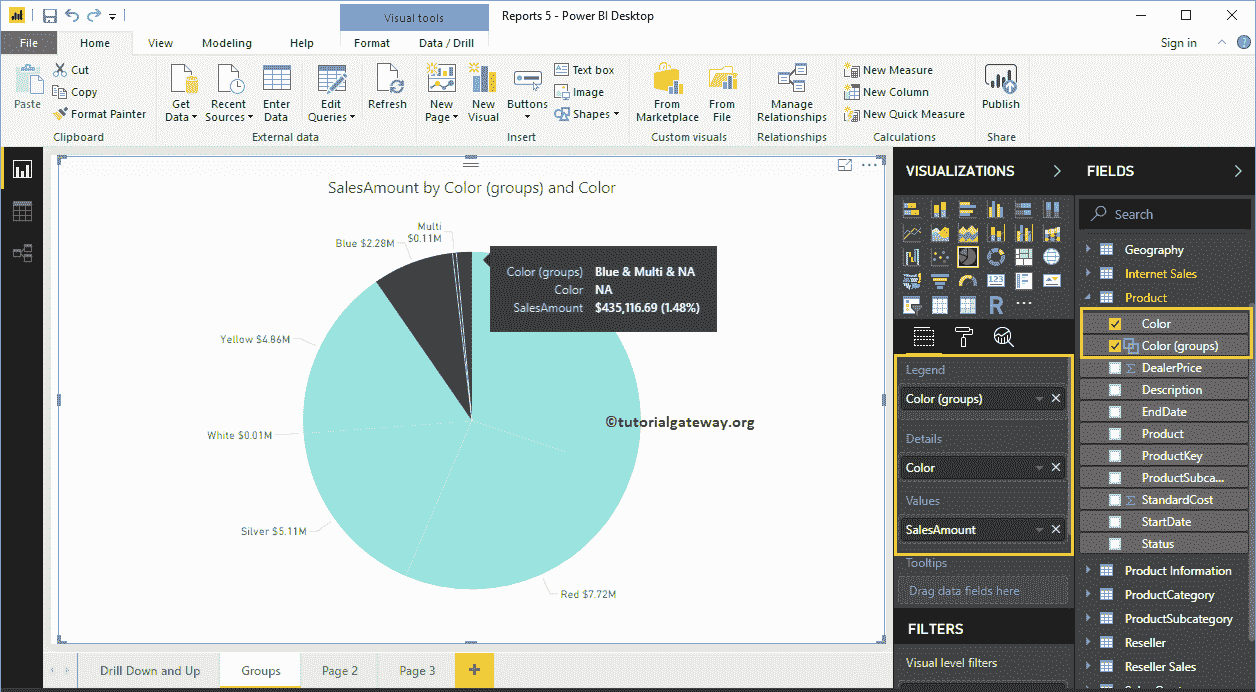 Visual tools
Reports 5 - Power BI Desktop
File
Home
View
Modeling
Help
Format
Data / Drill
Sign in
Paste
Cut
Copy
Format Painter
Clipboard
Get Data
Recent Sources
Enter Data
Edit Queries
External data
Refresh
New Page
New Visual
Buttons
Text box
Image
Shapes
Insert
From Marketplace
From File
Custom visuals
Manage Relationships
Relationships
New Measure
New Column
New Quick Measure
Calculations
Publish
Share
SalesAmount by Color (groups) and Color
Multi
$0.11M
Blue $2.28M
Color (groups) Blue & Multi & NA
Color NA
SalesAmount $435,116.69 (1.48%)
Yellow $4.86M
©tutorialgateway.org
White $0.01M
Silver $5.11M
Red $7.72M
Drill Down and Up
Groups
Page 2
Page 3
+
VISUALIZATIONS
123
R
Legend
Color (groups)
Details
Color
Values
SalesAmount
Tooltips
Drag data fields here
FILTERS
Visual level filters
FIELDS
Search
Geography
Internet Sales
Product
Color
Color (groups)
Σ DealerPrice
Description
EndDate
Product
ProductKey
ProductSubca...
Σ StandardCost
StartDate
Status
Product Information
ProductCategory
ProductSubcategory
Reseller
Reseller Sales